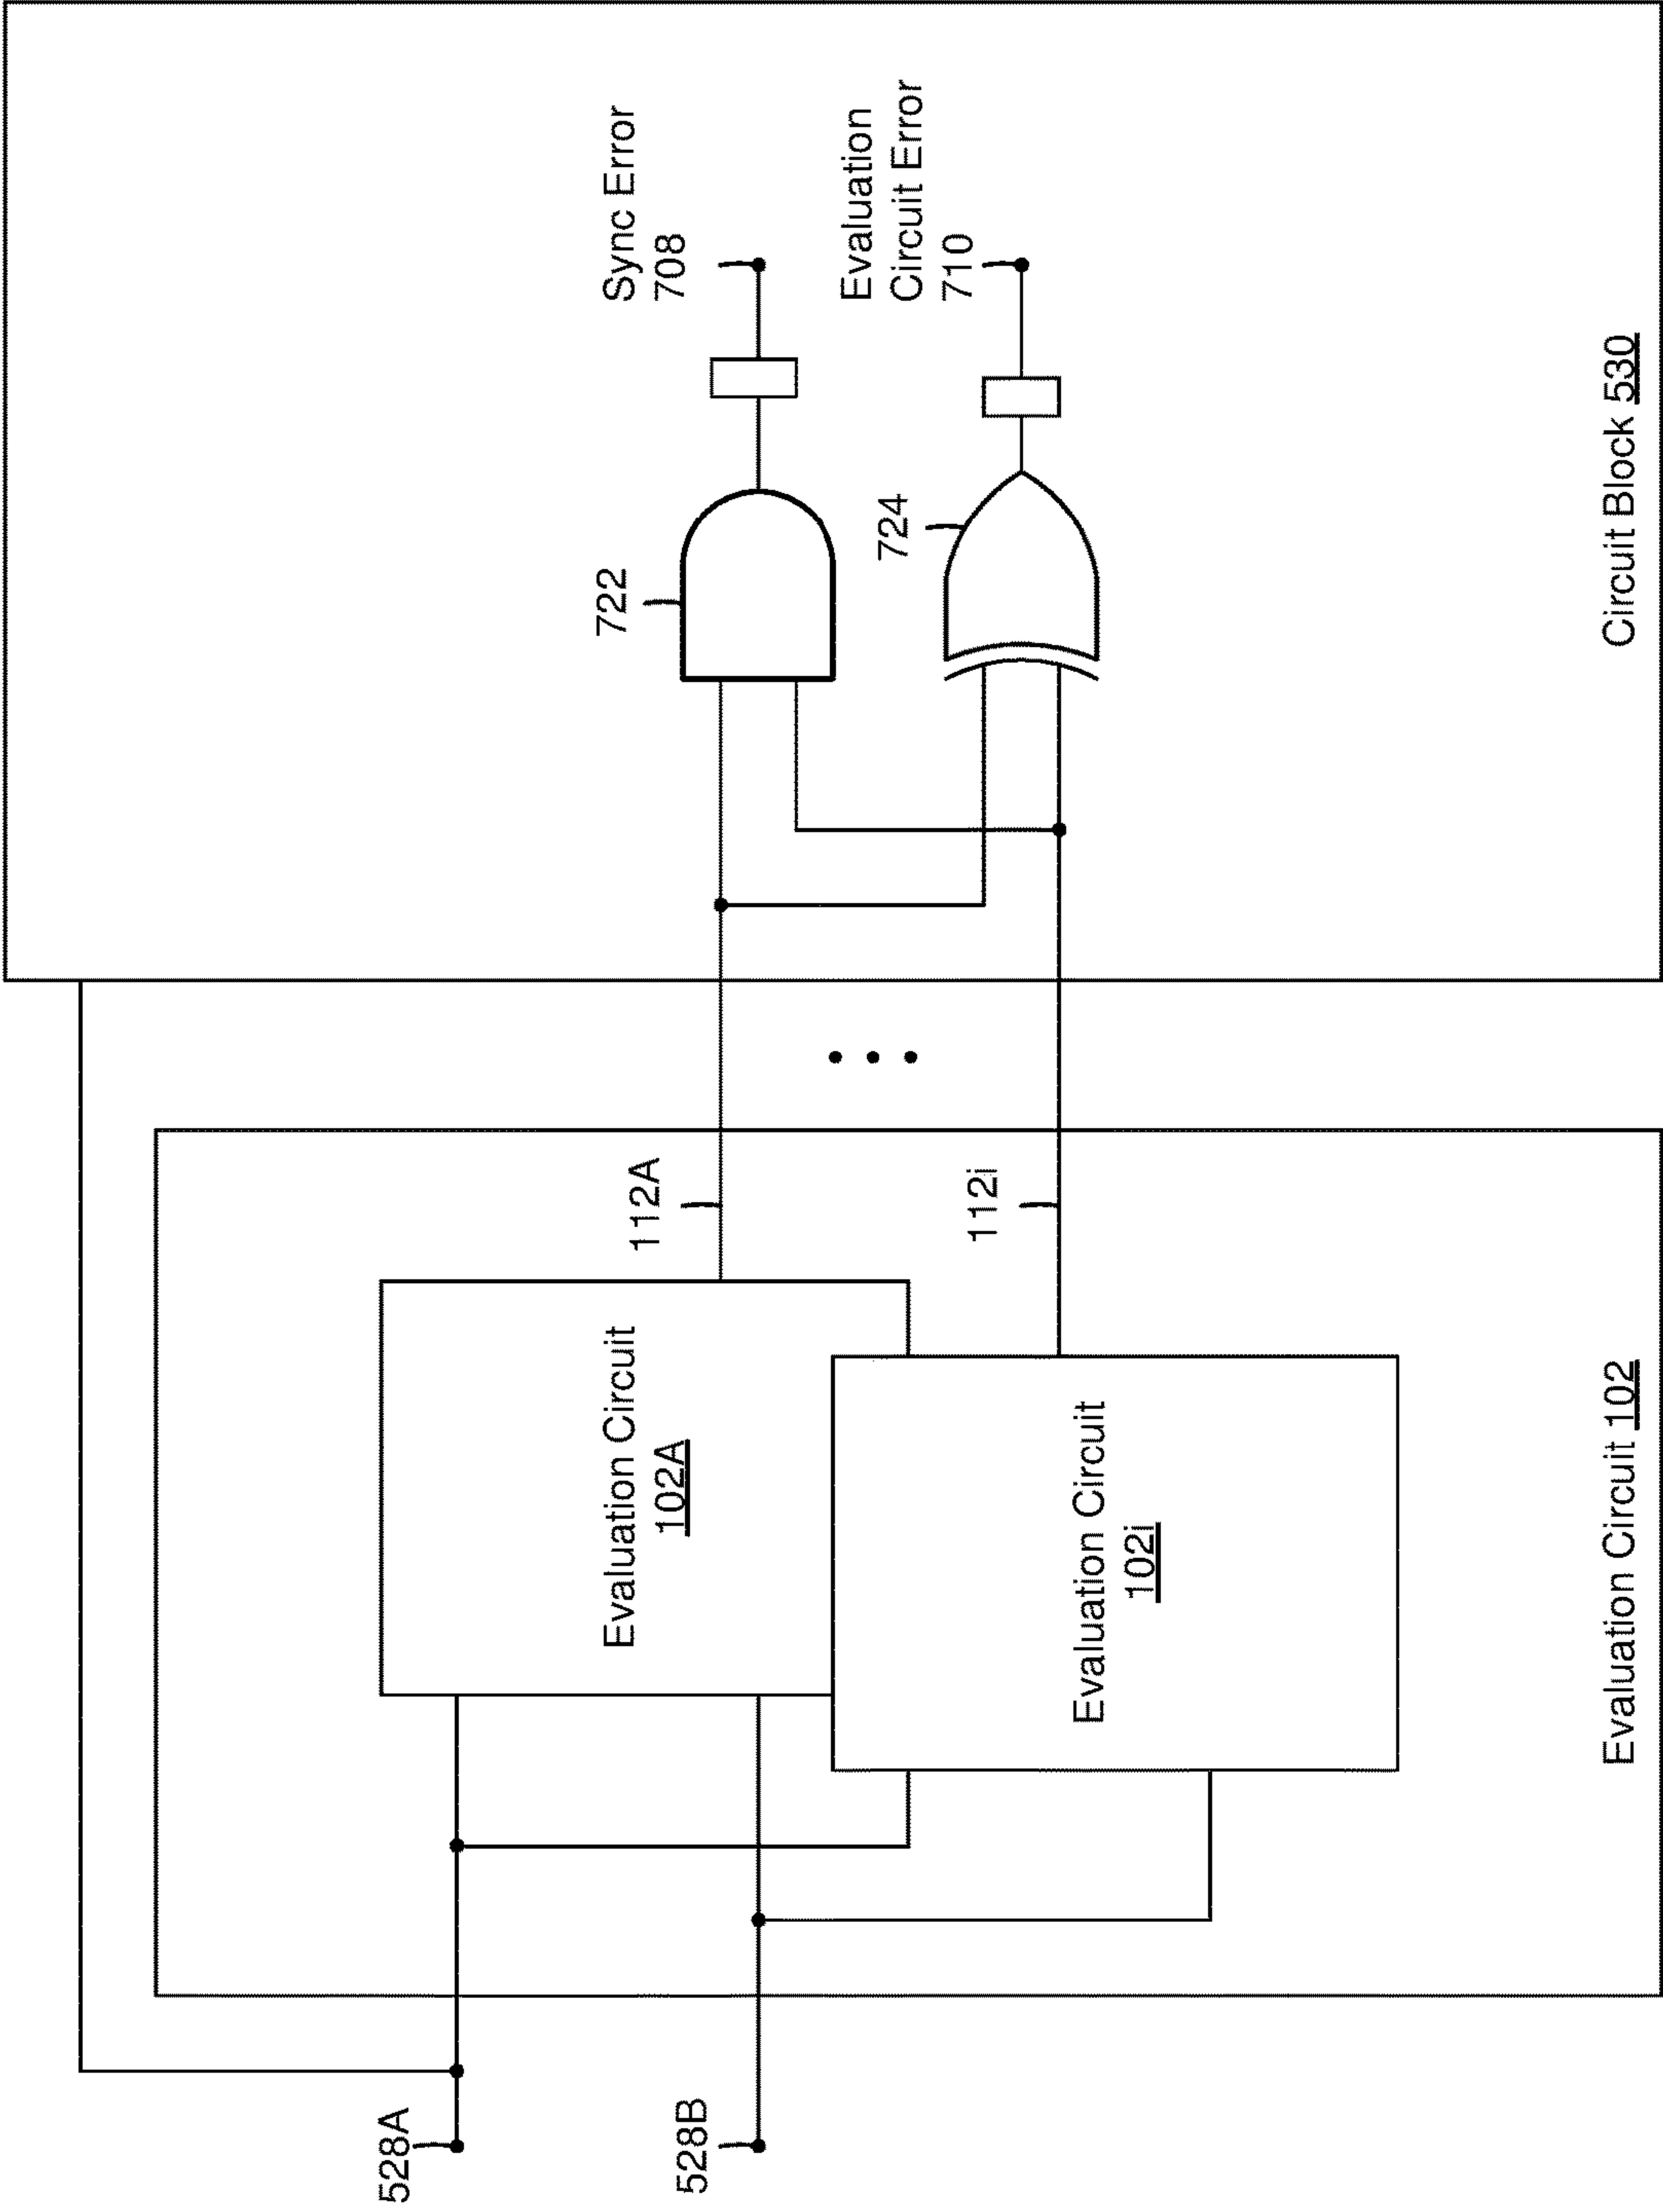 528A
528B
Evaluation Circuit
102A
112A
Evaluation Circuit
102i
112i
Evaluation Circuit 102
722
724
Sync Error
708
Evaluation
Circuit Error
710
Circuit Block 530